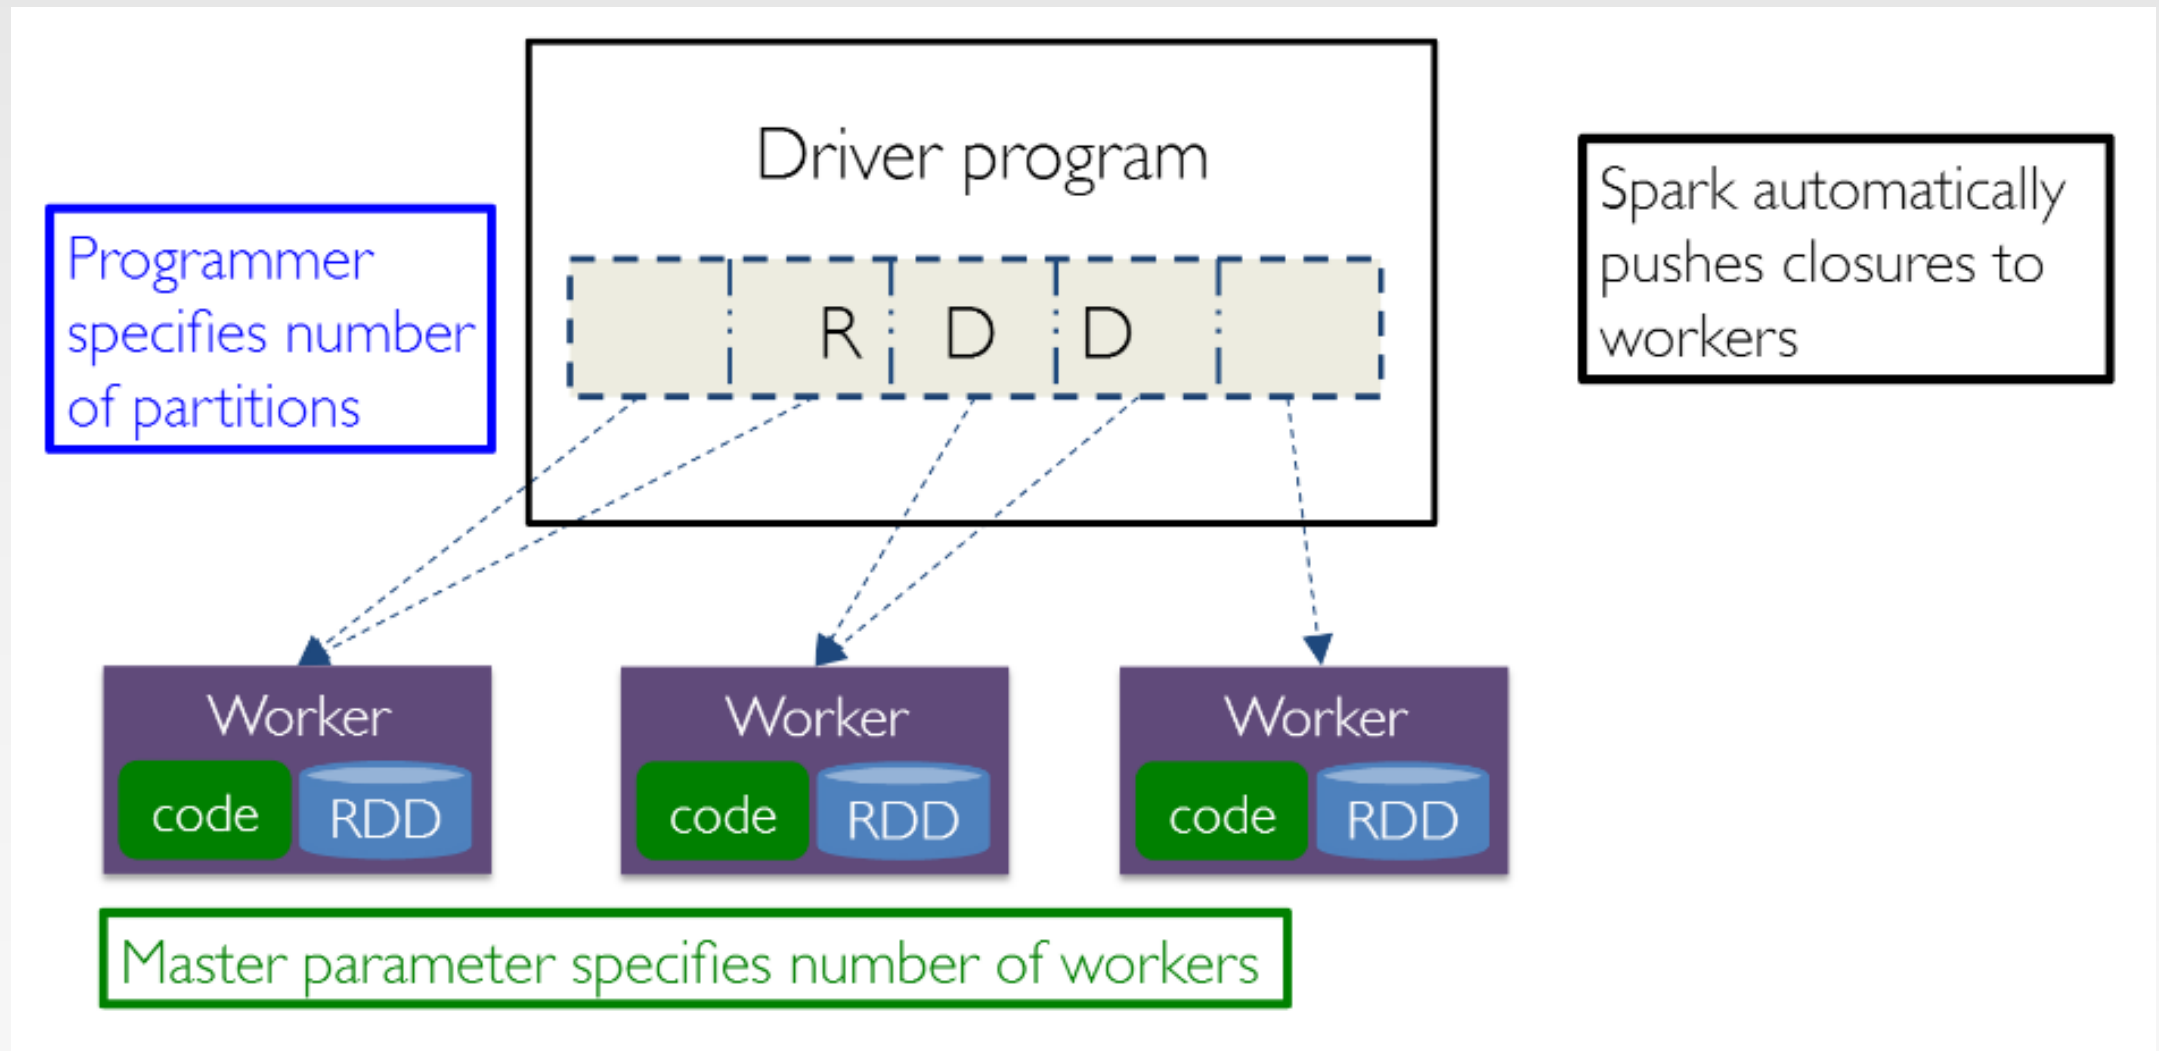 Driver program
Programmer
specifies number
of partitions
R D D
Spark automatically
pushes closures to
workers
Worker
code
RDD
Worker
code
RDD
Worker
code
RDD
Master parameter specifies number of workers